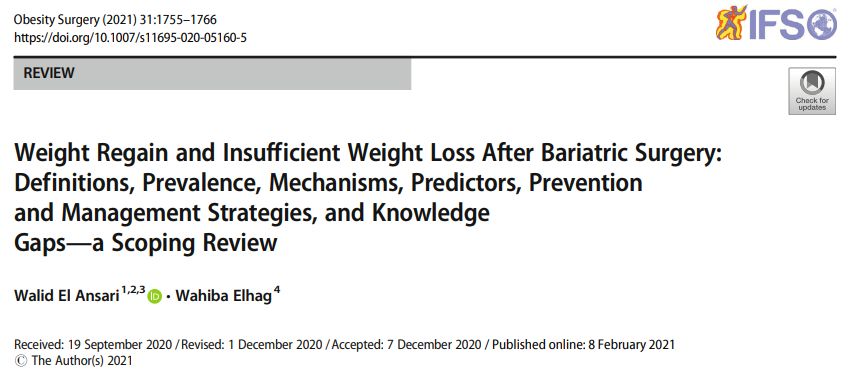 Obesity Surgery (2021) 31:1755–1766
https://doi.org/10.1007/s11695-020-05160-5
IFSO
REVIEW
Check for
updates
Weight Regain and Insufficient Weight Loss After Bariatric Surgery:
Definitions, Prevalence, Mechanisms, Predictors, Prevention
and Management Strategies, and Knowledge
Gaps—a Scoping Review
Walid El Ansari 1,2,3 iD · Wahiba Elhag 4
Received: 19 September 2020 / Revised: 1 December 2020 / Accepted: 7 December 2020 / Published online: 8 February 2021
© The Author(s) 2021